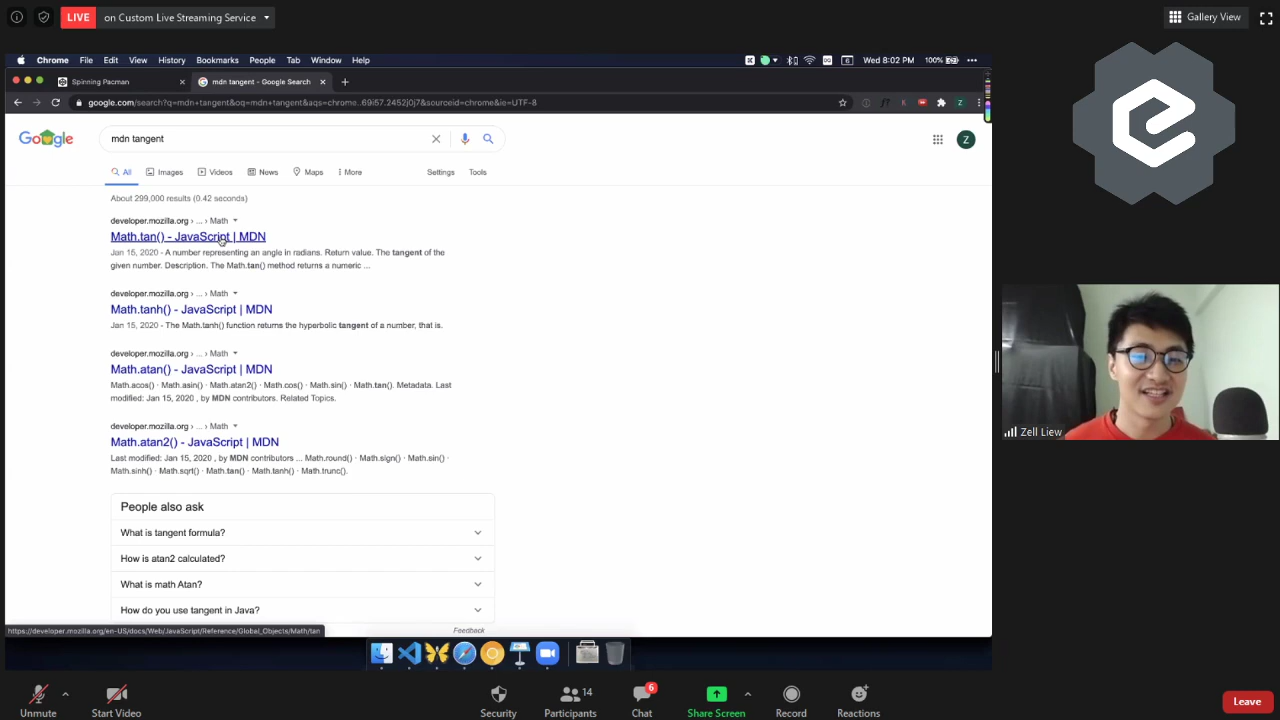 LIVE on Custom Live Streaming Service
Gallery View
Chrome File Edit View History Bookmarks People Tab Window Help
Wed 8:02 PM 100%
Spinning Pacman
mdn tangent - Google Search
google.com/search?q=mdn+tangent&oq=mdn+tangent&aqs=chrome..69i57.2452j0j7&sourceid=chrome&ie=UTF-8
Z
Google
mdn tangent
Z
All Images Videos News Maps More Settings Tools
About 299,000 results (0.42 seconds)
developer.mozilla.org › ... › Math
Math.tan() - JavaScript | MDN
Jan 15, 2020 - A number representing an angle in radians. Return value. The tangent of the
given number. Description. The Math.tan() method returns a numeric ...
developer.mozilla.org › ... › Math
Math.tanh() - JavaScript | MDN
Jan 15, 2020 - The Math.tanh() function returns the hyperbolic tangent of a number, that is.
developer.mozilla.org › ... › Math
Math.atan() - JavaScript | MDN
Math.acos() · Math.asin() · Math.atan2() · Math.cos() · Math.sin() · Math.tan(). Metadata. Last
modified: Jan 15, 2020 , by MDN contributors. Related Topics.
developer.mozilla.org › ... › Math
Math.atan2() - JavaScript | MDN
Last modified: Jan 15, 2020 , by MDN contributors ... Math.round() · Math.sign() · Math.sin() ·
Math.sinh() · Math.sqrt() · Math.tan() · Math.tanh() · Math.trunc().
People also ask
What is tangent formula?
How is atan2 calculated?
What is math Atan?
How do you use tangent in Java?
Feedback
https://developer.mozilla.org/en-US/docs/Web/JavaScript/Reference/Global_Objects/Math/tan
Zell Liew
14
6
Unmute Start Video Security Participants Chat Share Screen Record Reactions Leave